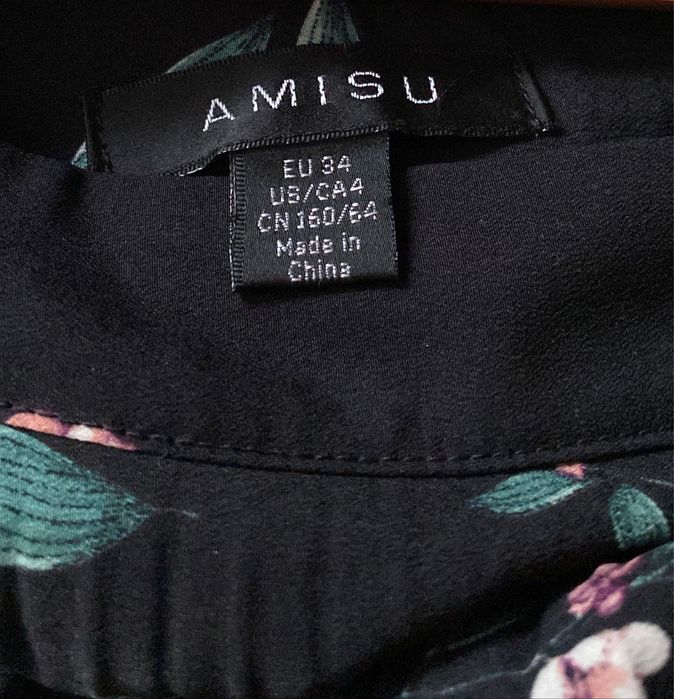 AMISU
EU 34
US/CA4
CN 160/64
Made in
China